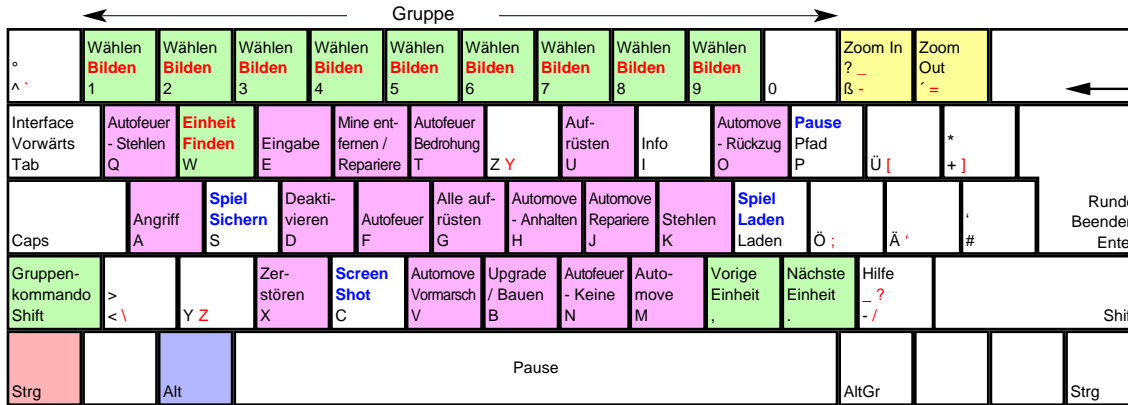 Gruppe
° 
^ `
Wählen
Bilden
1
Wählen
Bilden
2
Wählen
Bilden
3
Wählen
Bilden
4
Wählen
Bilden
5
Wählen
Bilden
6
Wählen
Bilden
7
Wählen
Bilden
8
Wählen
Bilden
9
0
Zoom In
? _
ß -
Zoom
Out
´ =
Interface
Vorwärts
Tab
Autofeuer
- Stehlen
Q
Einheit
Finden
W
Eingabe
E
Mine ent-
fernen /
Repariere
Autofeuer
Bedrohung
T
Z Y
Auf-
rüsten
U
Info
I
Automove
- Rückzug
O
Pause
Pfad
P
Ü [
*
+ ]
Caps
Angriff
A
Spiel
Sichern
S
Deakti-
vieren
D
Autofeuer
F
Alle auf-
rüsten
G
Automove
- Anhalten
H
Automove
Repariere
J
Stehlen
K
Spiel
Laden
Laden
Ö ;
Ä '
'
#
Runde
Beenden
Enter
Gruppen-
kommando
Shift
>
< \
Y Z
Zer-
stören
X
Screen
Shot
C
Automove
Vormarsch
V
Upgrade
/ Bauen
B
Autofeuer
- Keine
N
Auto-
move
M
Vorige
Einheit
,
Nächste
Einheit
.
Hilfe
_ ?
- /
Shift
Strg
Alt
Pause
AltGr
Strg